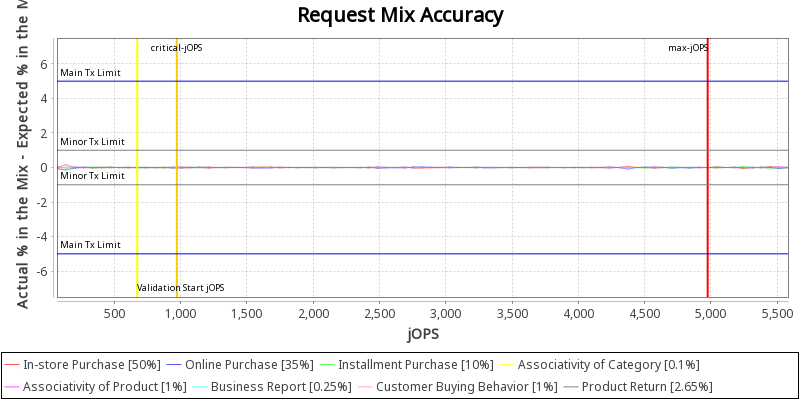 Request Mix Accuracy
Actual % in the Mix - Expected % in the
critical-jOPS
max-jOPS
6
Main Tx Limit
4
2
Minor Tx Limit
0
Minor Tx Limit
-2
-4
Main Tx Limit
-6
Validation Start jOPS
500 1,000 1,500 2,000 2,500 3,000 3,500 4,000 4,500 5,000 5,500
jOPS
In-store Purchase [50%] Online Purchase [35%] Installment Purchase [10%] Associativity of Category [0.1%]
Associativity of Product [1%] Business Report [0.25%] Customer Buying Behavior [1%] Product Return [2.65%]